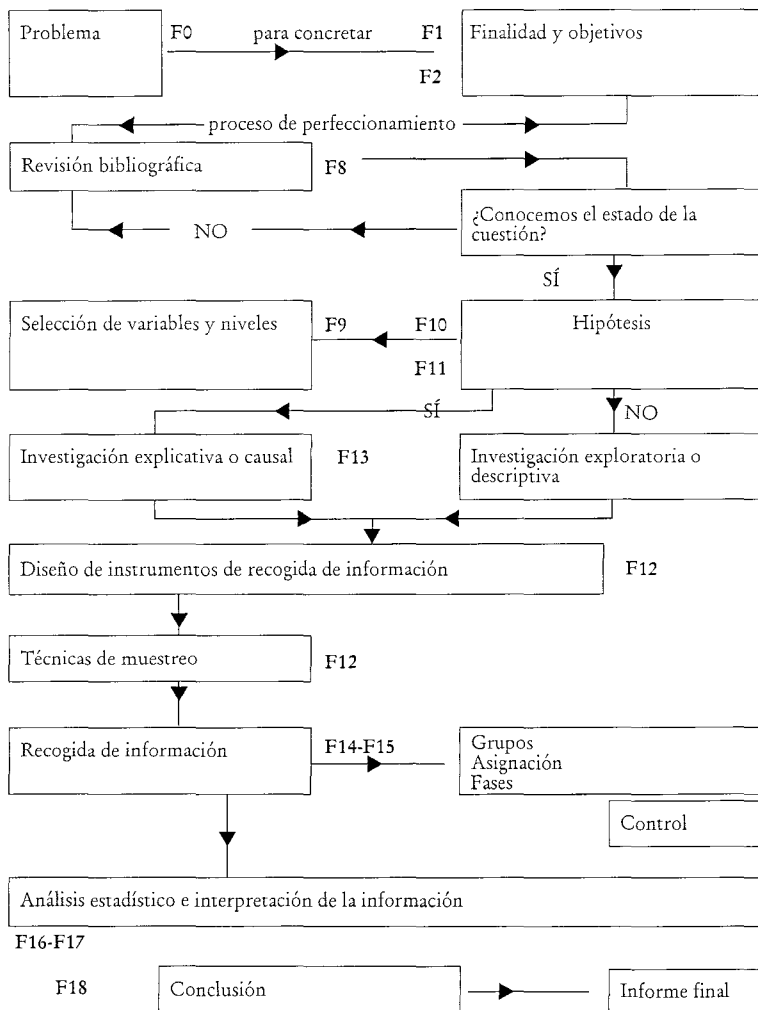 Problema
F0
para concretar
F1
Finalidad y objetivos
F2
proceso de perfeccionamiento
Revisión bibliográfica
F8
¿Conocemos el estado de la
cuestión?
NO
SÍ
Selección de variables y niveles
F9
F10
Hipótesis
F11
SÍ
NO
Investigación explicativa o causal
F13
Investigación exploratoria o
descriptiva
Diseño de instrumentos de recogida de información
F12
Técnicas de muestreo
F12
Recogida de información
F14-F15
Grupos
Asignación
Fases
Control
Análisis estadístico e interpretación de la información
F16-F17
F18
Conclusión
Informe final